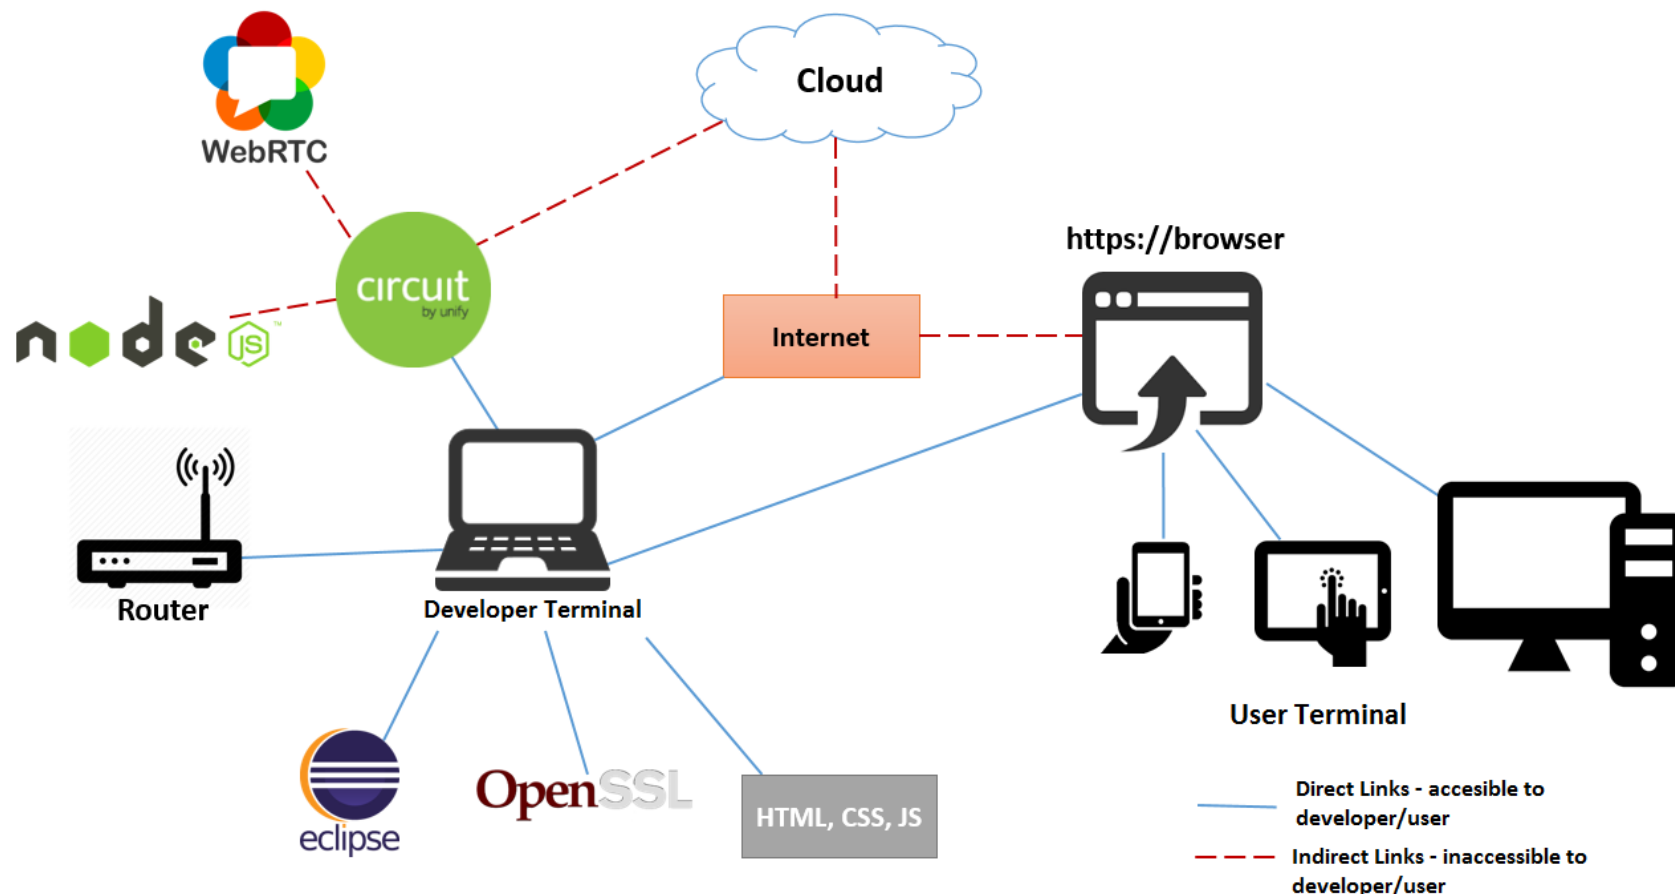 WebRTC
Cloud
https://browser
circuit
by unify
node
JS
™
Internet
Router
Developer Terminal
User Terminal
eclipse
OpenSSL
HTML, CSS, JS
Direct Links - accesible to
developer/user
Indirect Links - inaccessible to
developer/user